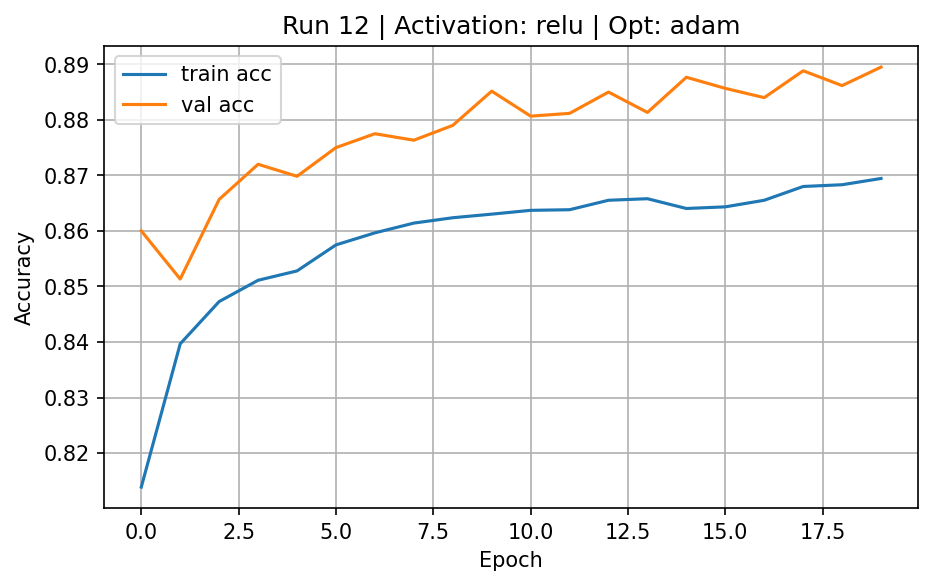 Run 12 | Activation: relu | Opt: adam
train acc
val acc
0.89
0.88
0.87
0.86
0.85
0.84
0.83
0.82
Accuracy
0.0 2.5 5.0 7.5 10.0 12.5 15.0 17.5
Epoch